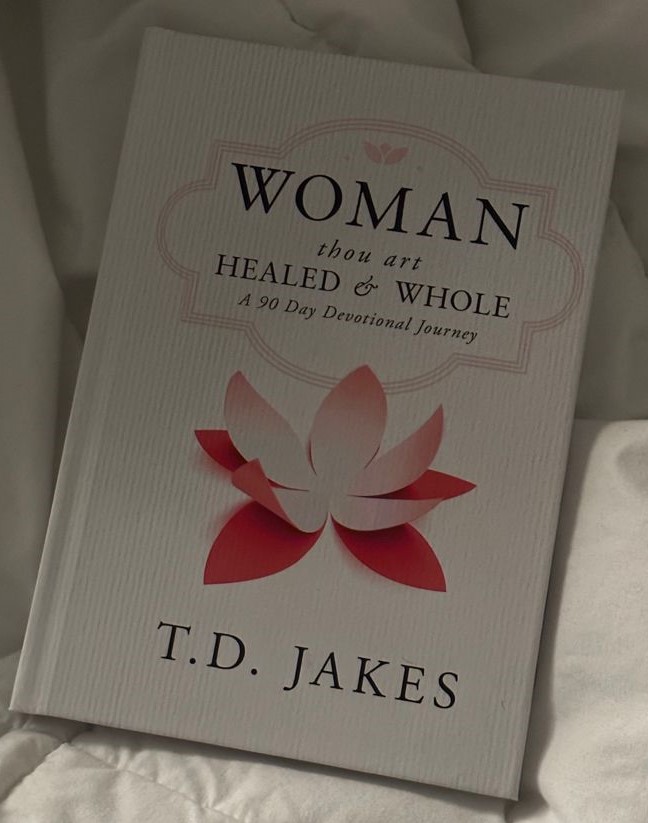 WOMAN
thou art
HEALED & WHOLE
A 90 Day Devotional Journey
T.D. JAKES